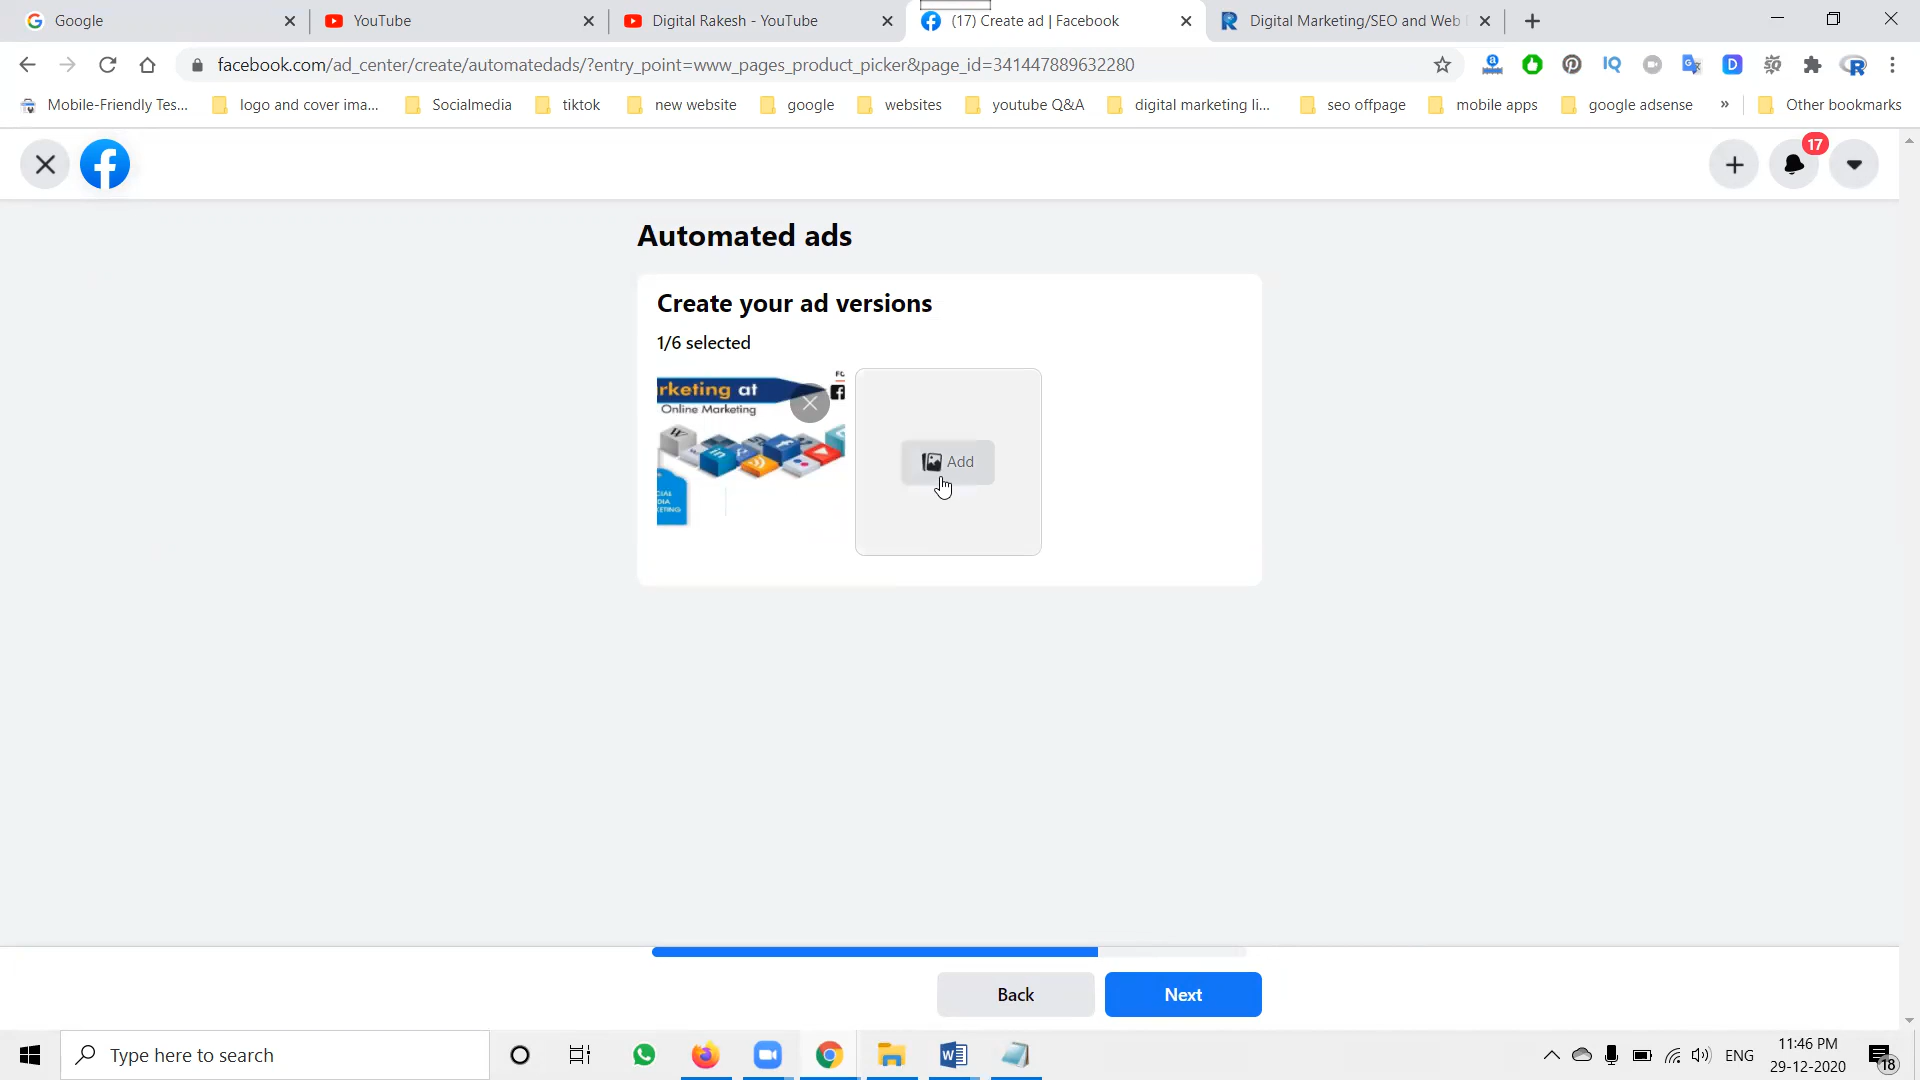 Google
YouTube
Digital Rakesh - YouTube
(17) Create ad | Facebook
Digital Marketing/SEO and Web
facebook.com/ad_center/create/automatedads/?entry_point=www_pages_product_picker&page_id=341447889632280
Mobile-Friendly Tes...
logo and cover ima...
Socialmedia
tiktok
new website
google
websites
youtube Q&A
digital marketing li...
seo offpage
mobile apps
google adsense
»
Other bookmarks
17
Automated ads
Create your ad versions
1/6 selected
rketing at
Online Marketing
Add
Back
Next
Type here to search
ENG
11:46 PM
29-12-2020
18